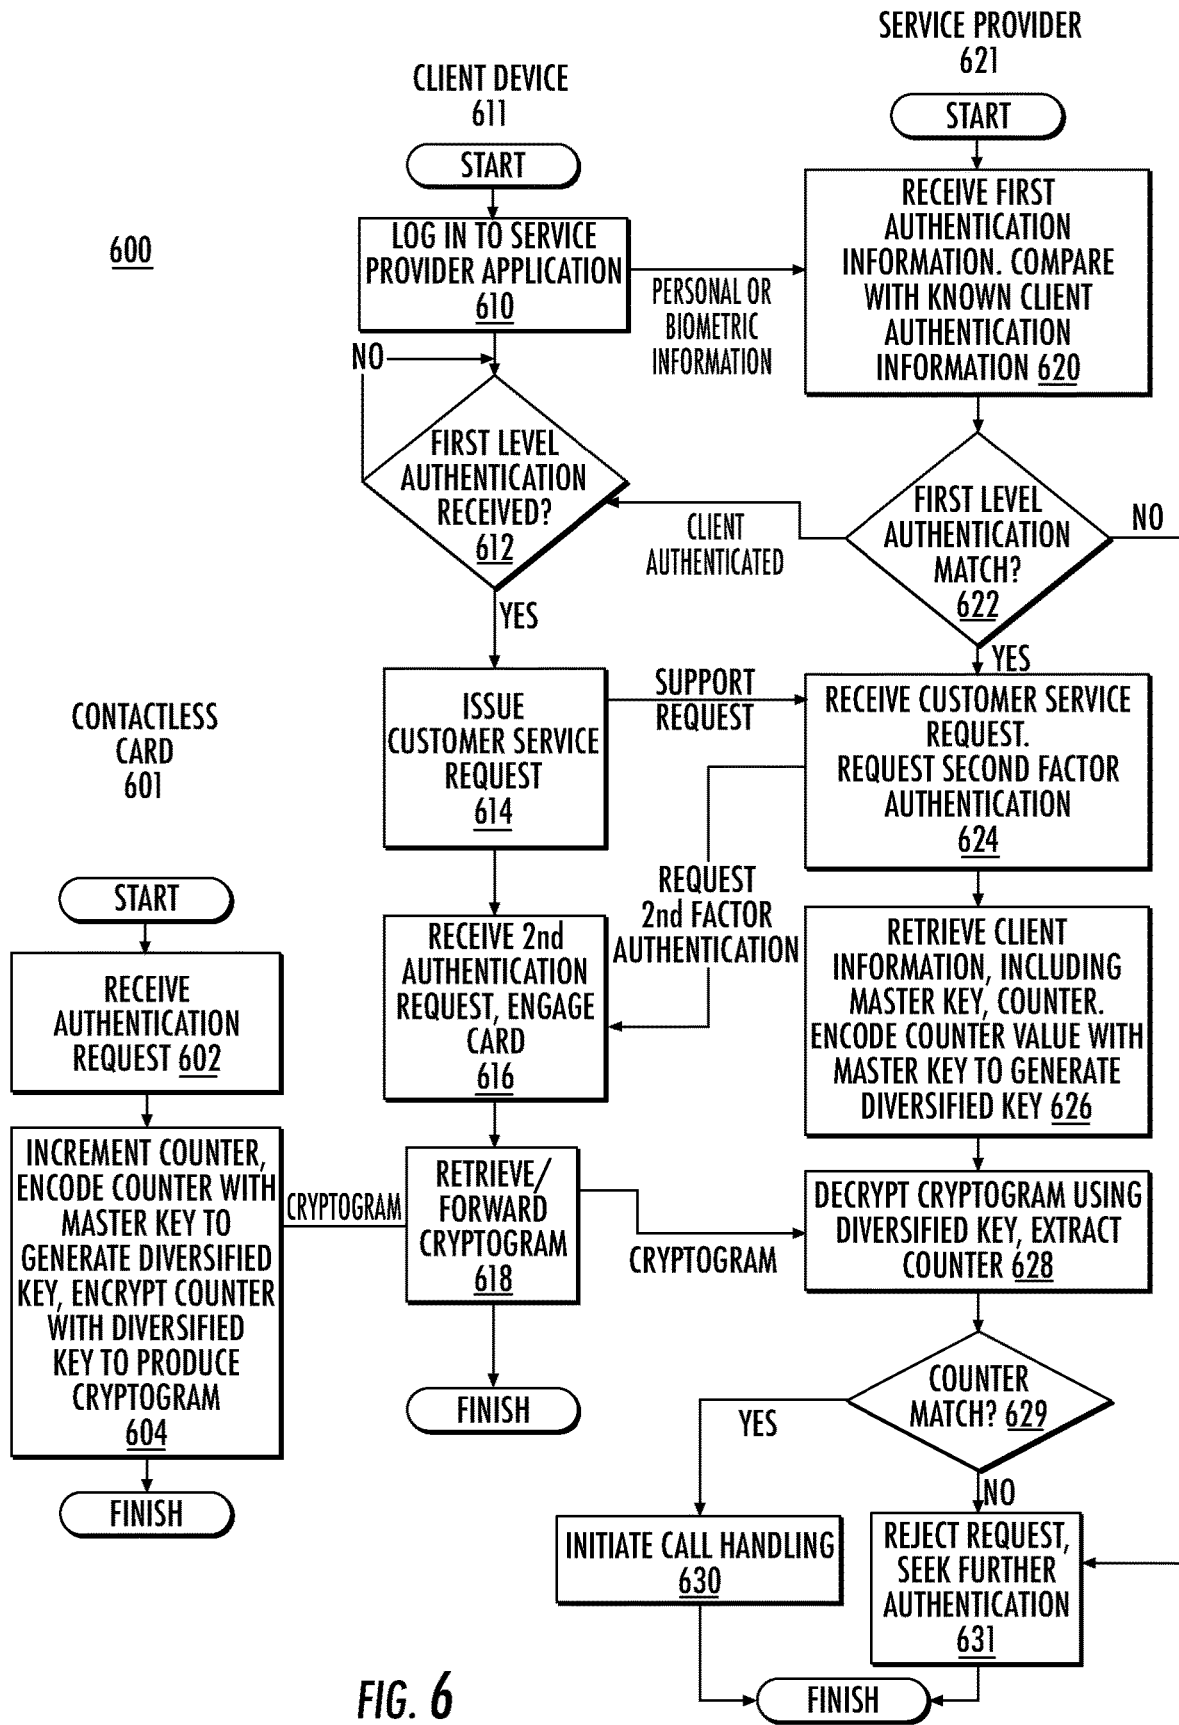 SERVICE PROVIDER
621
START
CLIENT DEVICE
611
START
600
LOG IN TO SERVICE
PROVIDER APPLICATION
610
PERSONAL OR
BIOMETRIC
INFORMATION
RECEIVE FIRST
AUTHENTICATION
INFORMATION. COMPARE
WITH KNOWN CLIENT
AUTHENTICATION
INFORMATION 620
NO
FIRST LEVEL
AUTHENTICATION
RECEIVED?
612
CLIENT
AUTHENTICATED
FIRST LEVEL
AUTHENTICATION
MATCH?
622
NO
YES
YES
ISSUE
CUSTOMER SERVICE
REQUEST
614
SUPPORT
REQUEST
RECEIVE CUSTOMER SERVICE
REQUEST.
REQUEST SECOND FACTOR
AUTHENTICATION
624
CONTACTLESS
CARD
601
START
RECEIVE
AUTHENTICATION
REQUEST 602
RECEIVE 2nd
AUTHENTICATION
REQUEST, ENGAGE
CARD
616
REQUEST
2nd FACTOR
AUTHENTICATION
RETRIEVE CLIENT
INFORMATION, INCLUDING
MASTER KEY, COUNTER.
ENCODE COUNTER VALUE WITH
MASTER KEY TO GENERATE
DIVERSIFIED KEY 626
INCREMENT COUNTER,
ENCODE COUNTER WITH
MASTER KEY TO
GENERATE DIVERSIFIED
KEY, ENCRYPT COUNTER
WITH DIVERSIFIED
KEY TO PRODUCE
CRYPTOGRAM
604
FINISH
CRYPTOGRAM
RETRIEVE/
FORWARD
CRYPTOGRAM
618
CRYPTOGRAM
FINISH
DECRYPT CRYPTOGRAM USING
DIVERSIFIED KEY, EXTRACT
COUNTER 628
COUNTER
MATCH? 629
YES
NO
INITIATE CALL HANDLING
630
REJECT REQUEST,
SEEK FURTHER
AUTHENTICATION
631
FINISH
FIG. 6